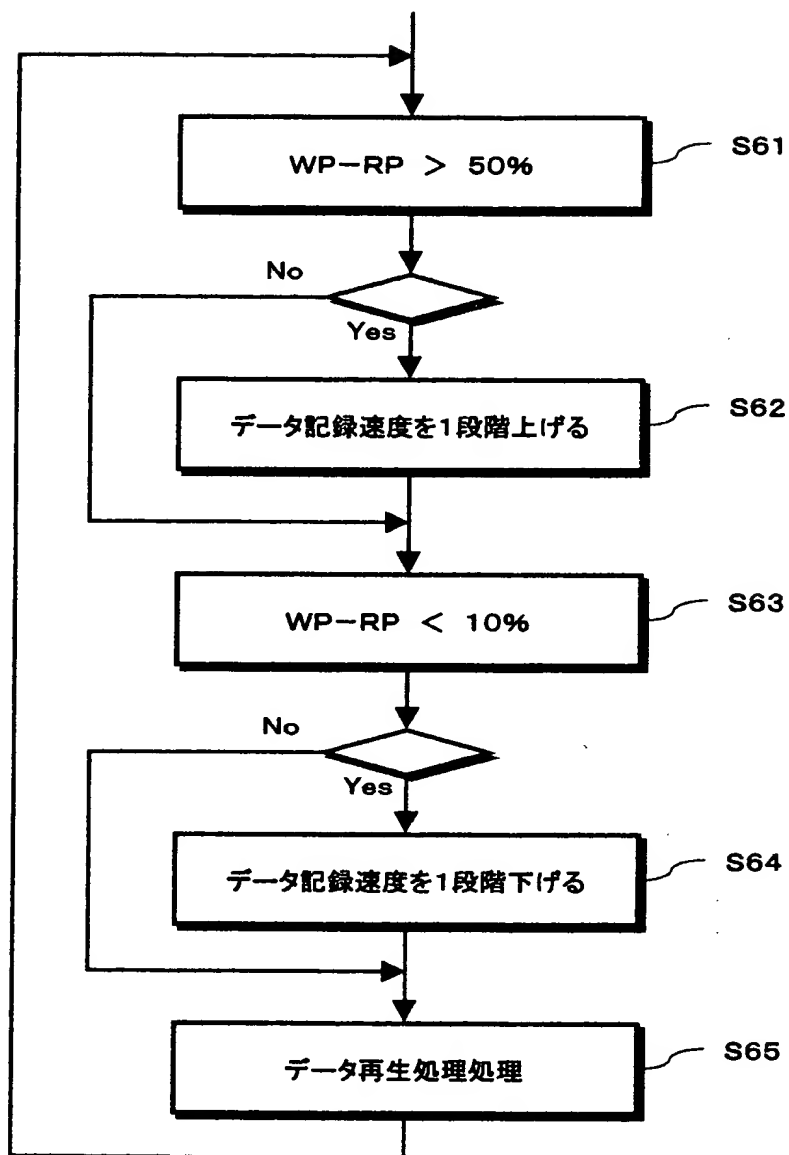 WP-RP > 50%
S61
No
Yes
データ記録速度を1段階上げる
S62
WP-RP < 10%
S63
No
Yes
データ記録速度を1段階下げる
S64
データ再生処理処理
S65